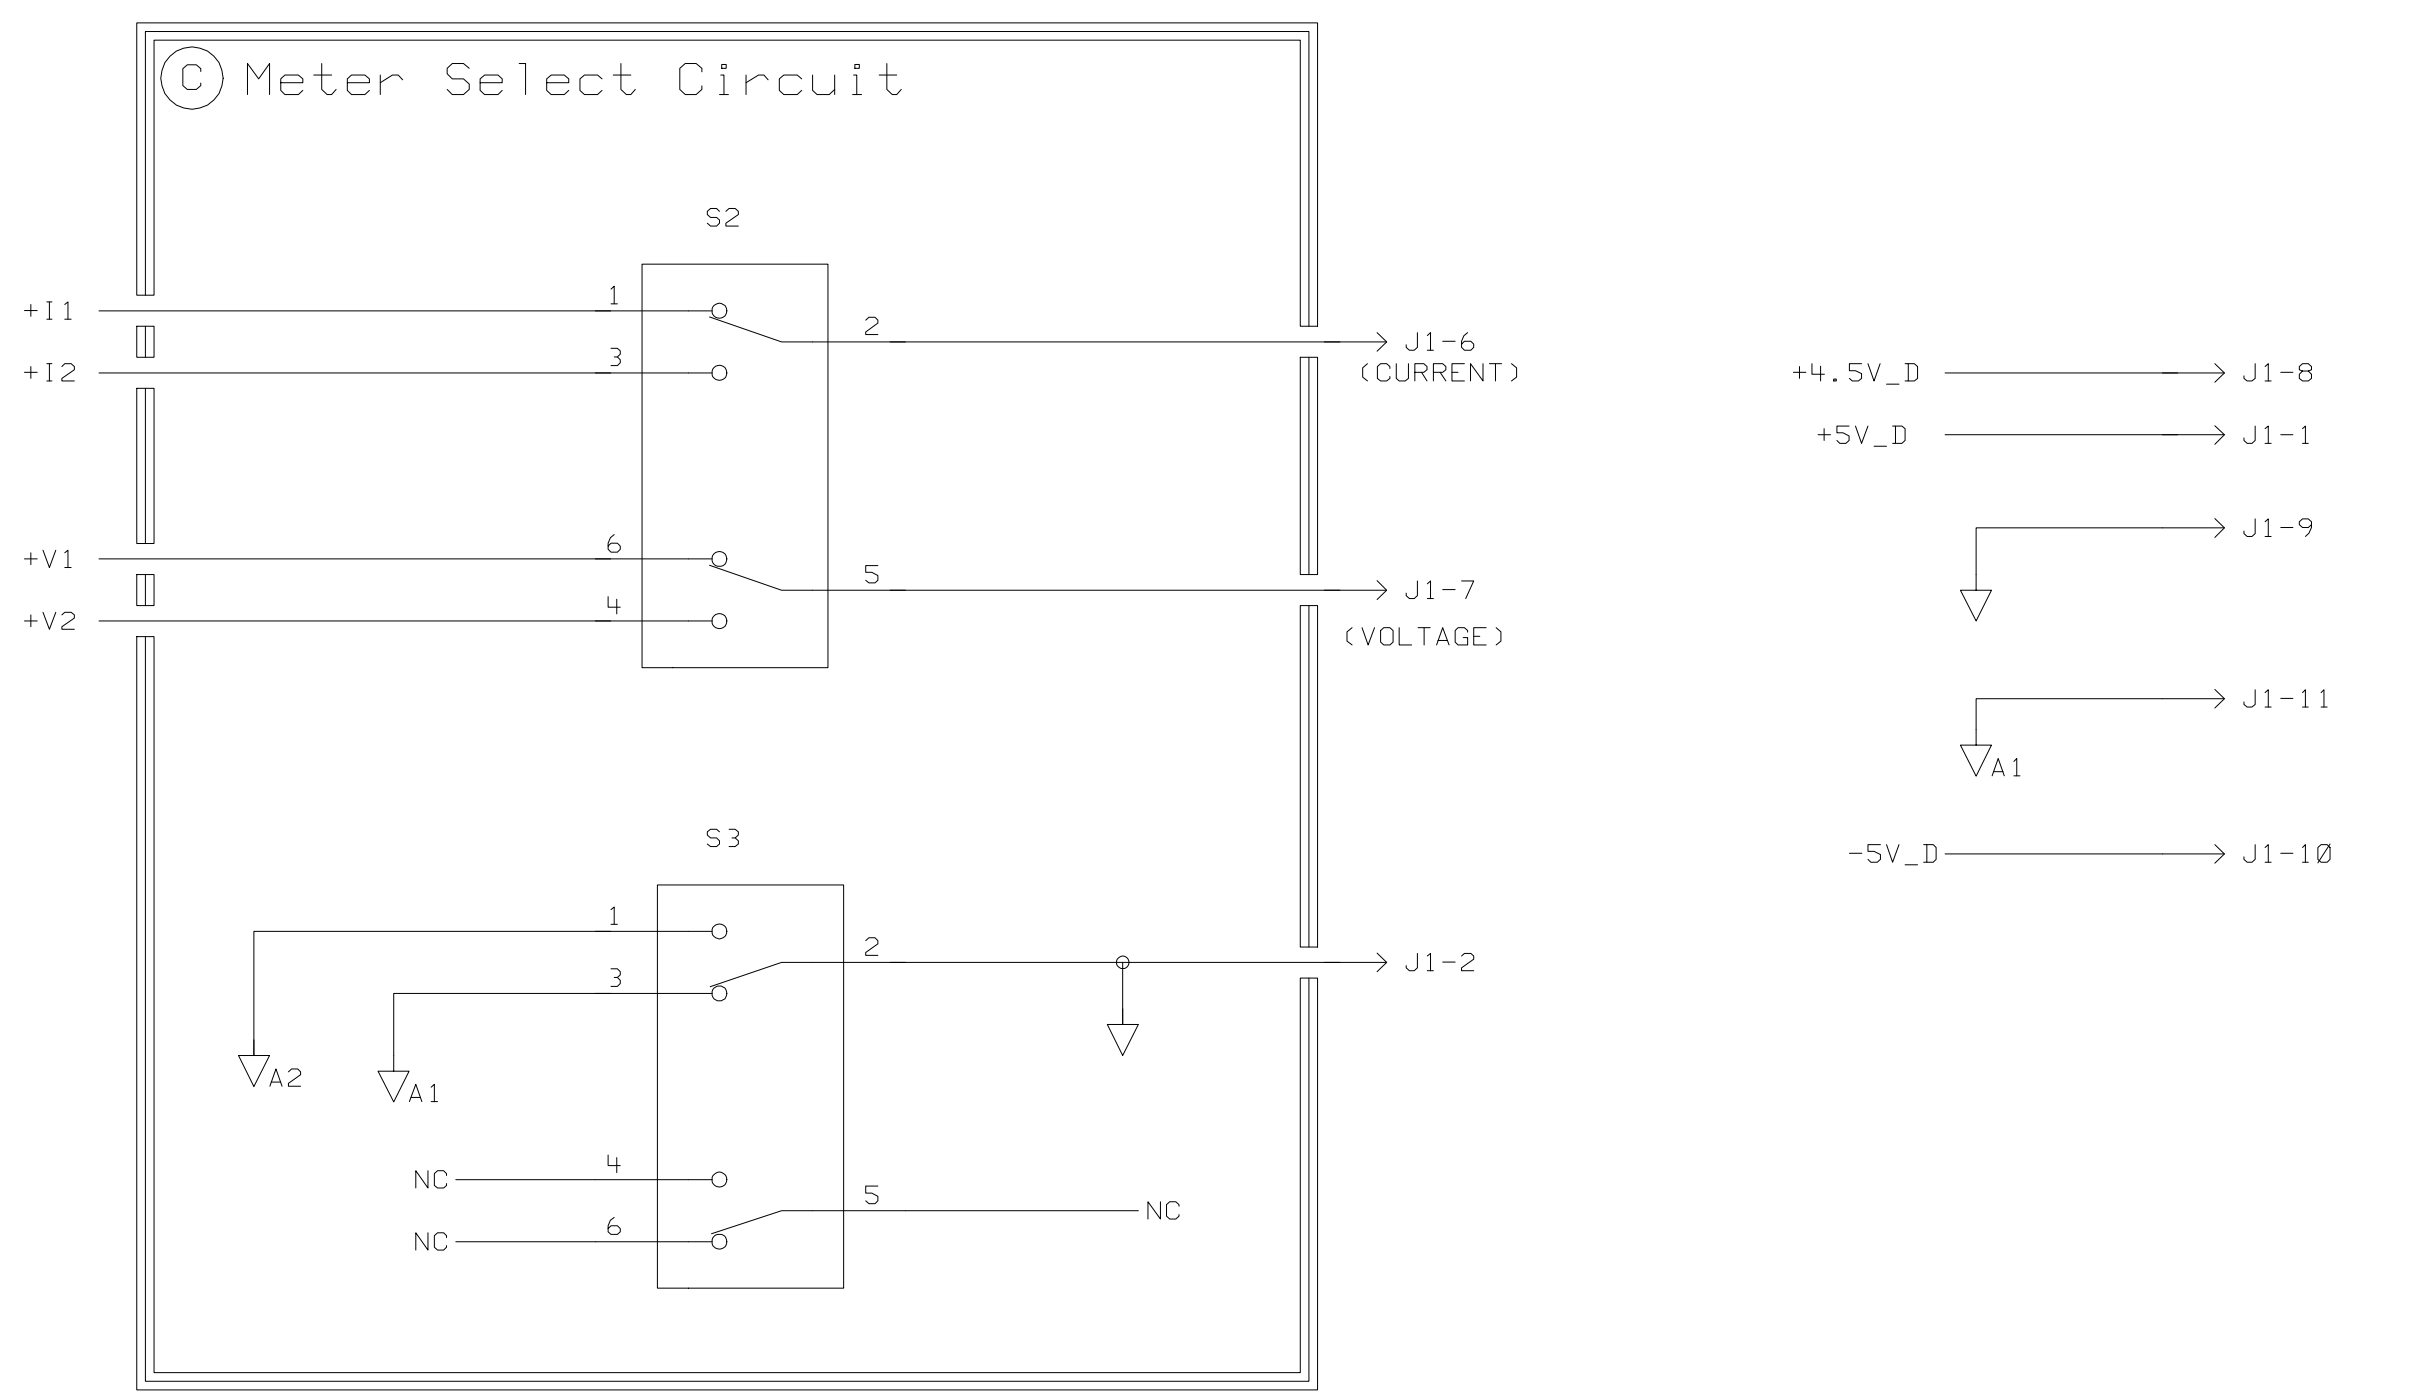 C Meter Select Circuit
S2
+I1
1
2
J1-6
(CURRENT)
+I2
3
+V1
6
5
J1-7
(VOLTAGE)
+V2
4
S3
1
2
J1-2
3
A2
A1
NC
4
5
NC
NC
6
+4.5V_D
J1-8
+5V_D
J1-1
J1-9
J1-11
A1
-5V_D
J1-10